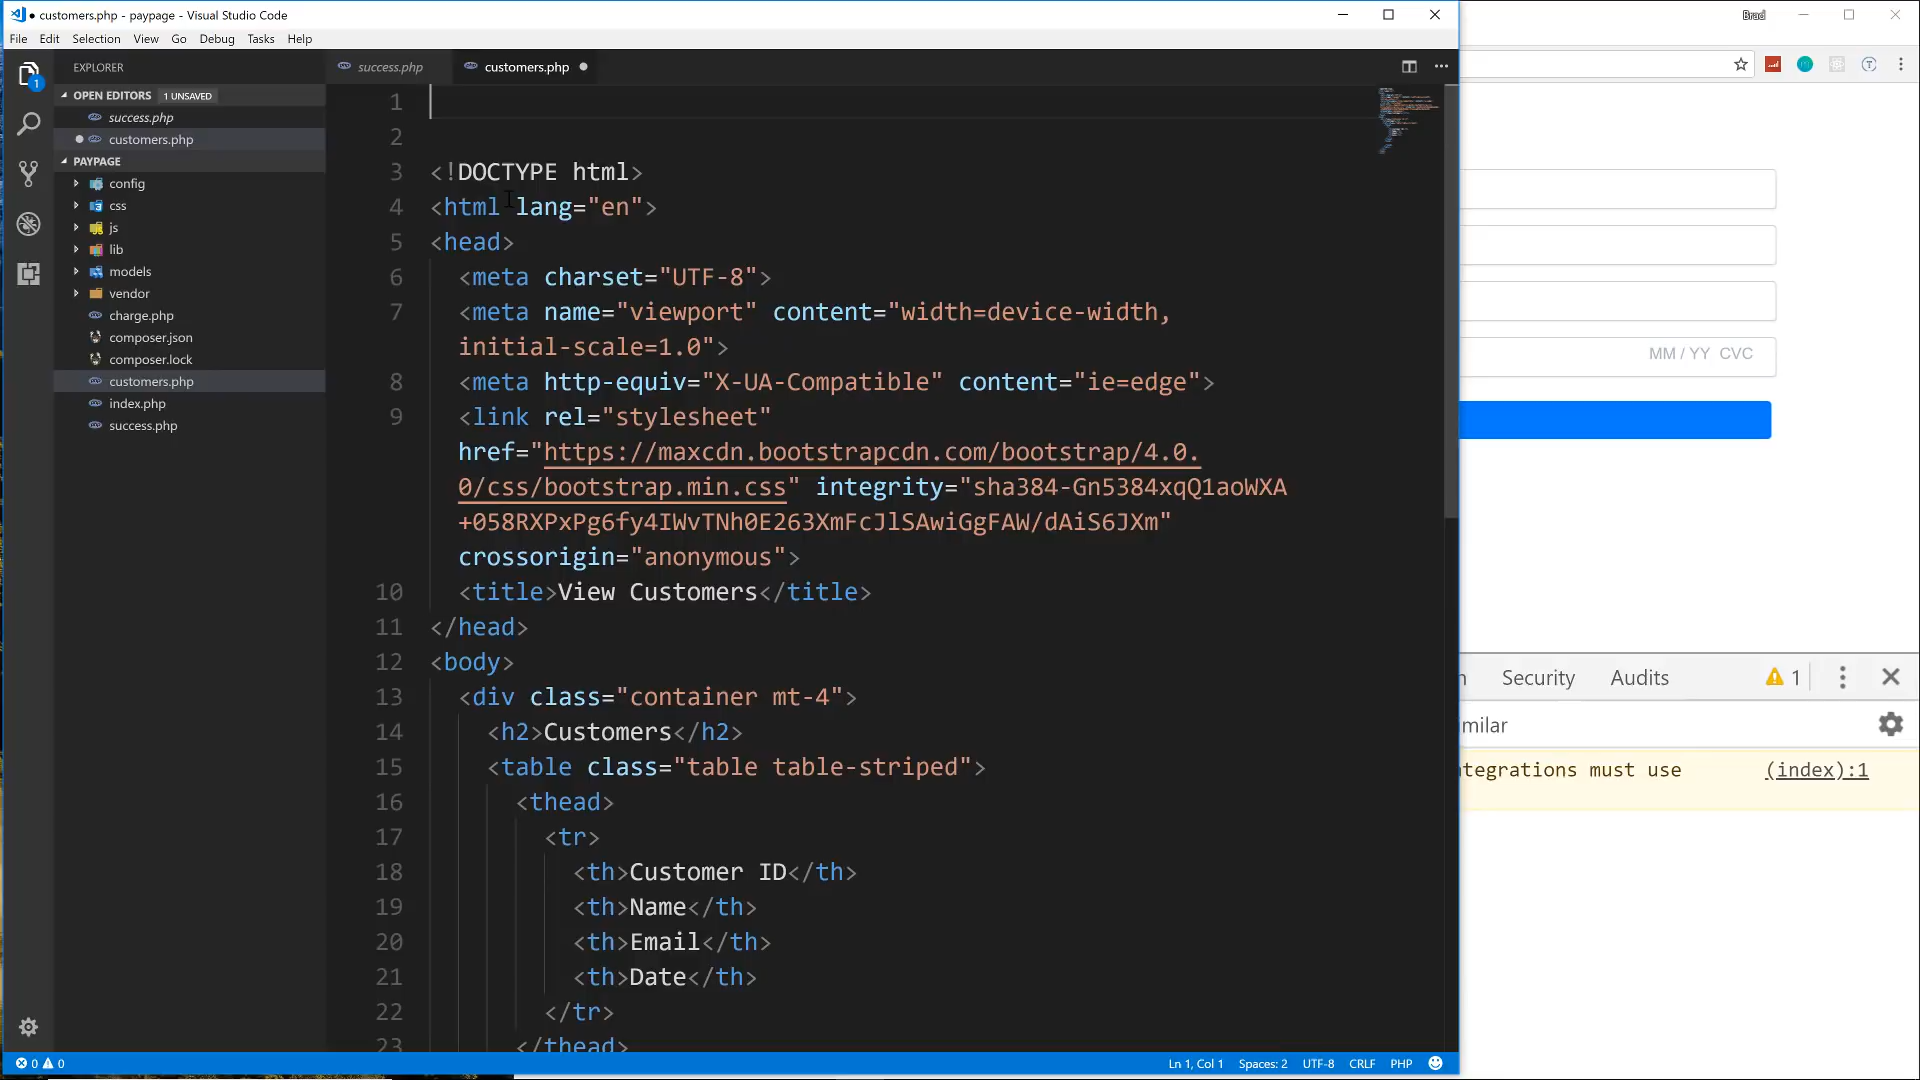 customers.php - paypage - Visual Studio Code
File Edit Selection View Go Debug Tasks Help
EXPLORER
OPEN EDITORS 1 UNSAVED
success.php
customers.php
PAYPAGE
config
css
js
lib
models
vendor
charge.php
composer.json
composer.lock
customers.php
index.php
success.php
1
success.php customers.php
1
2
3 <!DOCTYPE html>
4 <html lang="en">
5 <head>
6 <meta charset="UTF-8">
7 <meta name="viewport" content="width=device-width,
initial-scale=1.0">
8 <meta http-equiv="X-UA-Compatible" content="ie=edge">
9 <link rel="stylesheet"
href="https://maxcdn.bootstrapcdn.com/bootstrap/4.0.
0/css/bootstrap.min.css" integrity="sha384-Gn5384xqQ1aoWXA
+058RXPxPg6fy4IWvTNh0E263XmFcJlSAwiGgFAW/dAiS6JXm"
crossorigin="anonymous">
10 <title>View Customers</title>
11 </head>
12 <body>
13 <div class="container mt-4">
14 <h2>Customers</h2>
15 <table class="table table-striped">
16 <thead>
17 <tr>
18 <th>Customer ID</th>
19 <th>Name</th>
20 <th>Email</th>
21 <th>Date</th>
22 </tr>
23 </thead>
0 0
Ln 1, Col 1 Spaces: 2 UTF-8 CRLF PHP
Brad
MM / YY CVC
n Security Audits 1
milar
ntegrations must use (index):1